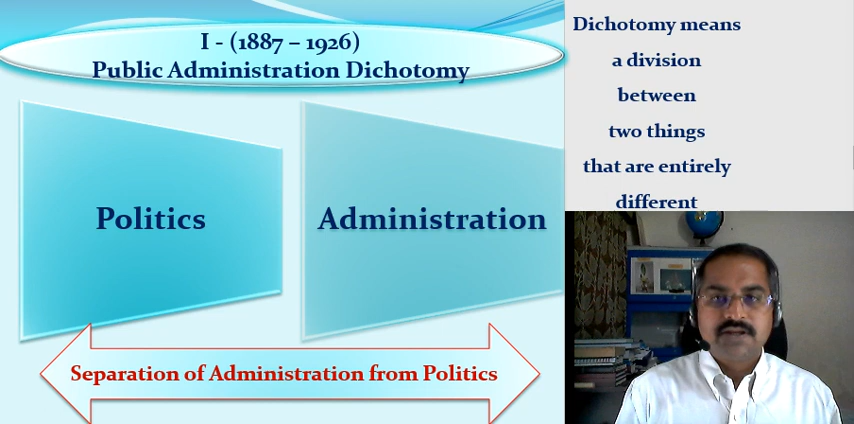 I - (1887 – 1926)
Public Administration Dichotomy
Politics
Administration
Separation of Administration from Politics
Dichotomy means
a division
between
two things
that are entirely
different